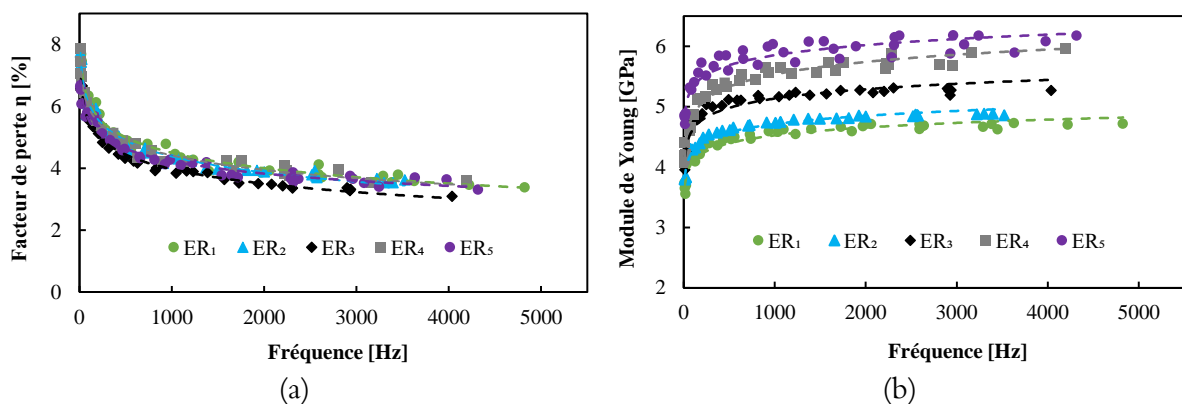 Facteur de perte η [%]
8
6
4
2
0
ER₁ ER₂ ER₃ ER₄ ER₅
0 1000 2000 3000 4000 5000
Fréquence [Hz]
(a)
Module de Young [GPa]
6
5
4
2
ER₁ ER₂ ER₃ ER₄ ER₅
0 1000 2000 3000 4000 5000
Fréquence [Hz]
(b)